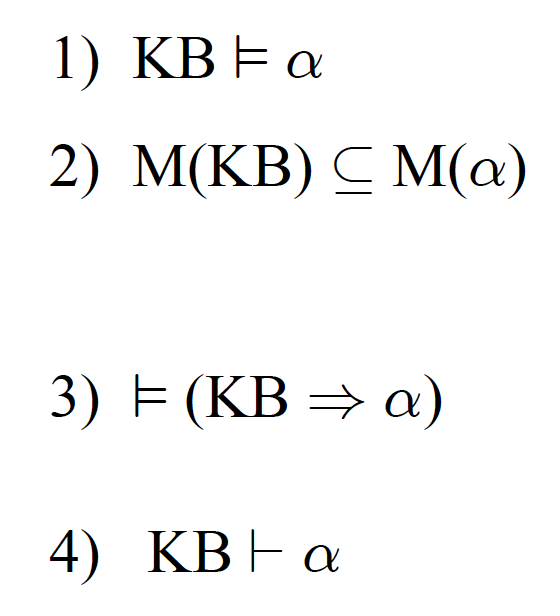 1) KB ⊨ α
2) M(KB) ⊆ M(α)
3) ⊨ (KB ⇒ α)
4) KB ⊢ α